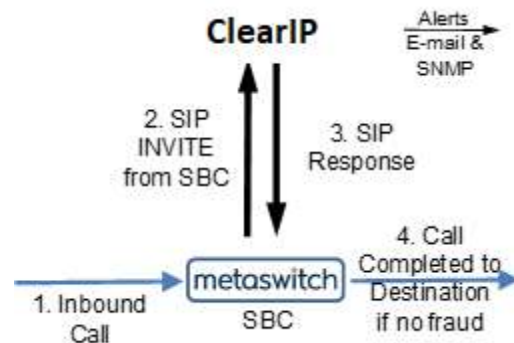 ClearIP
Alerts
E-mail &
SNMP
2. SIP
INVITE
from SBC
3. SIP
Response
1. Inbound
Call
metaswitch
SBC
4. Call
Completed to
Destination
if no fraud